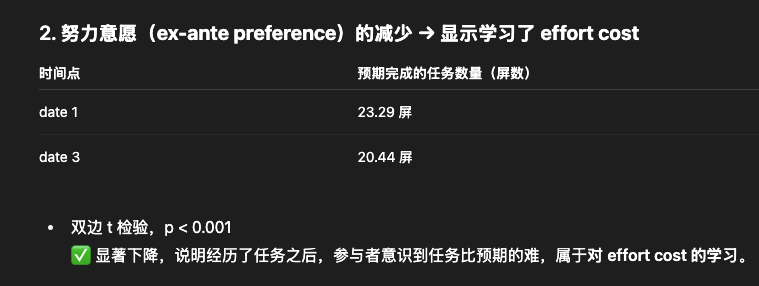 2. 努力意愿（ex-ante preference）的减少 → 显示学习了 effort cost
时间点 预期完成的任务数量（屏数）
date 1 23.29 屏
date 3 20.44 屏
• 双边 t 检验，p < 0.001
✅ 显著下降，说明经历了任务之后，参与者意识到任务比预期的难，属于对 effort cost 的学习。